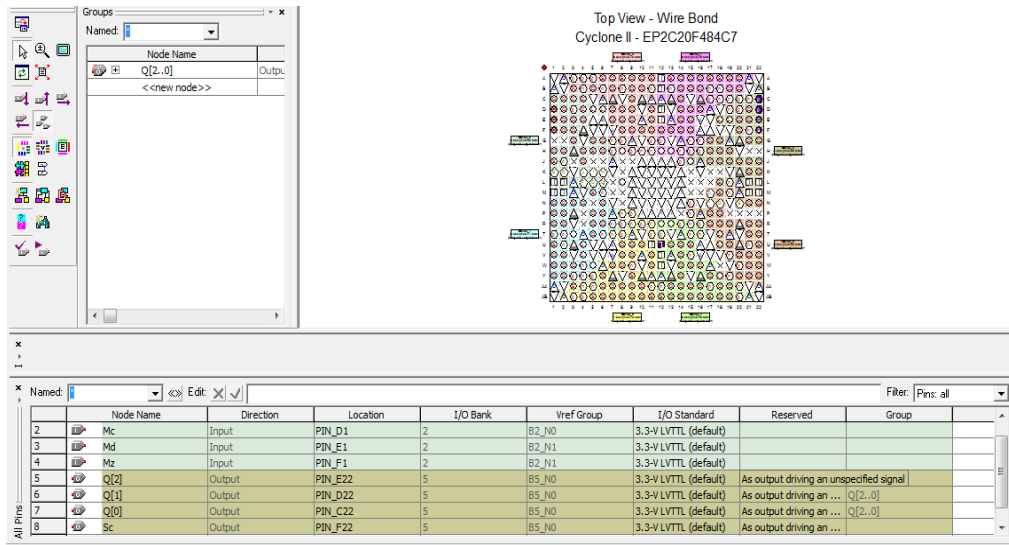 Groups
Named: *
Node Name
Q[2..0] Outpu
<<new node>>
Top View - Wire Bond
Cyclone II - EP2C20F484C7
Named: * Edit: Filter: Pins: all
Node Name Direction Location I/O Bank Vref Group I/O Standard Reserved Group
2 Mc Input PIN_D1 2 B2_N0 3.3-V LVTTL (default)
3 Md Input PIN_E1 2 B2_N1 3.3-V LVTTL (default)
4 Mz Input PIN_F1 2 B2_N1 3.3-V LVTTL (default)
5 Q[2] Output PIN_E22 5 B5_N0 3.3-V LVTTL (default) As output driving an unspecified signal
6 Q[1] Output PIN_D22 5 B5_N0 3.3-V LVTTL (default) As output driving an ... Q[2..0]
7 Q[0] Output PIN_C22 5 B5_N0 3.3-V LVTTL (default) As output driving an ... Q[2..0]
8 Sc Output PIN_F22 5 B5_N0 3.3-V LVTTL (default) As output driving an ...
All Pins